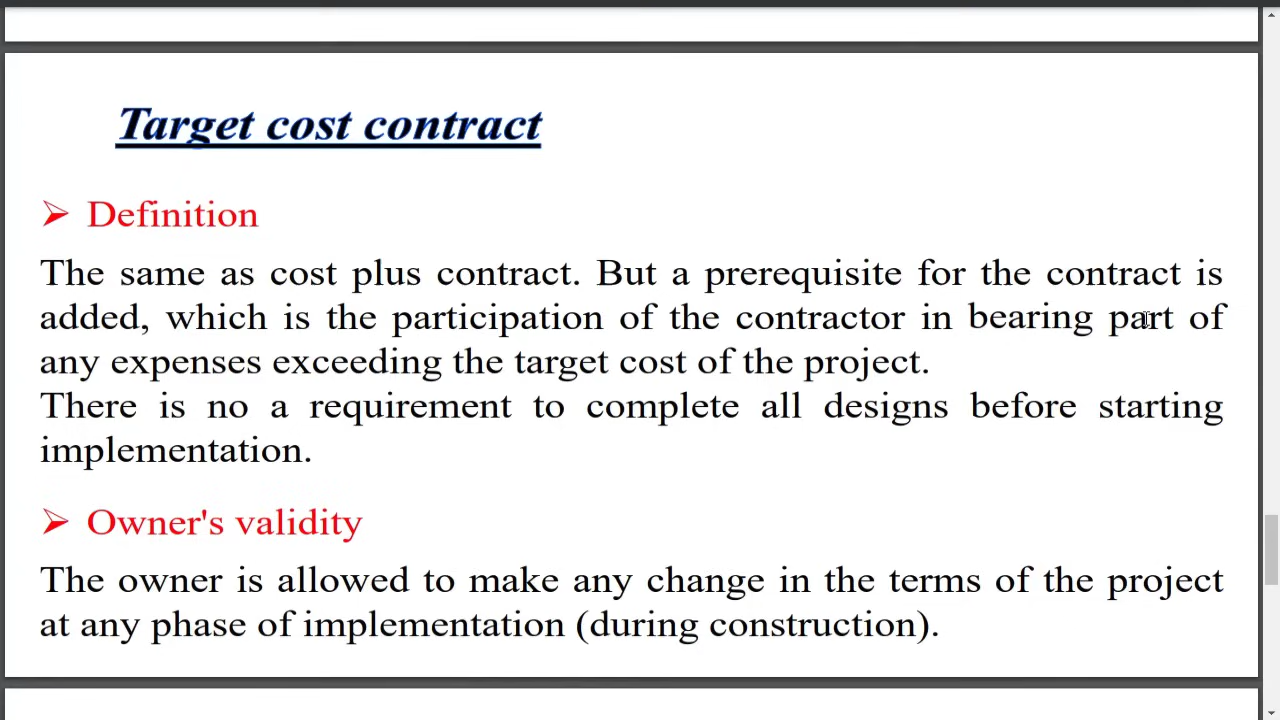 Target cost contract
➢ Definition
The same as cost plus contract. But a prerequisite for the contract is
added, which is the participation of the contractor in bearing part of
any expenses exceeding the target cost of the project.
There is no a requirement to complete all designs before starting
implementation.
➢ Owner's validity
The owner is allowed to make any change in the terms of the project
at any phase of implementation (during construction).